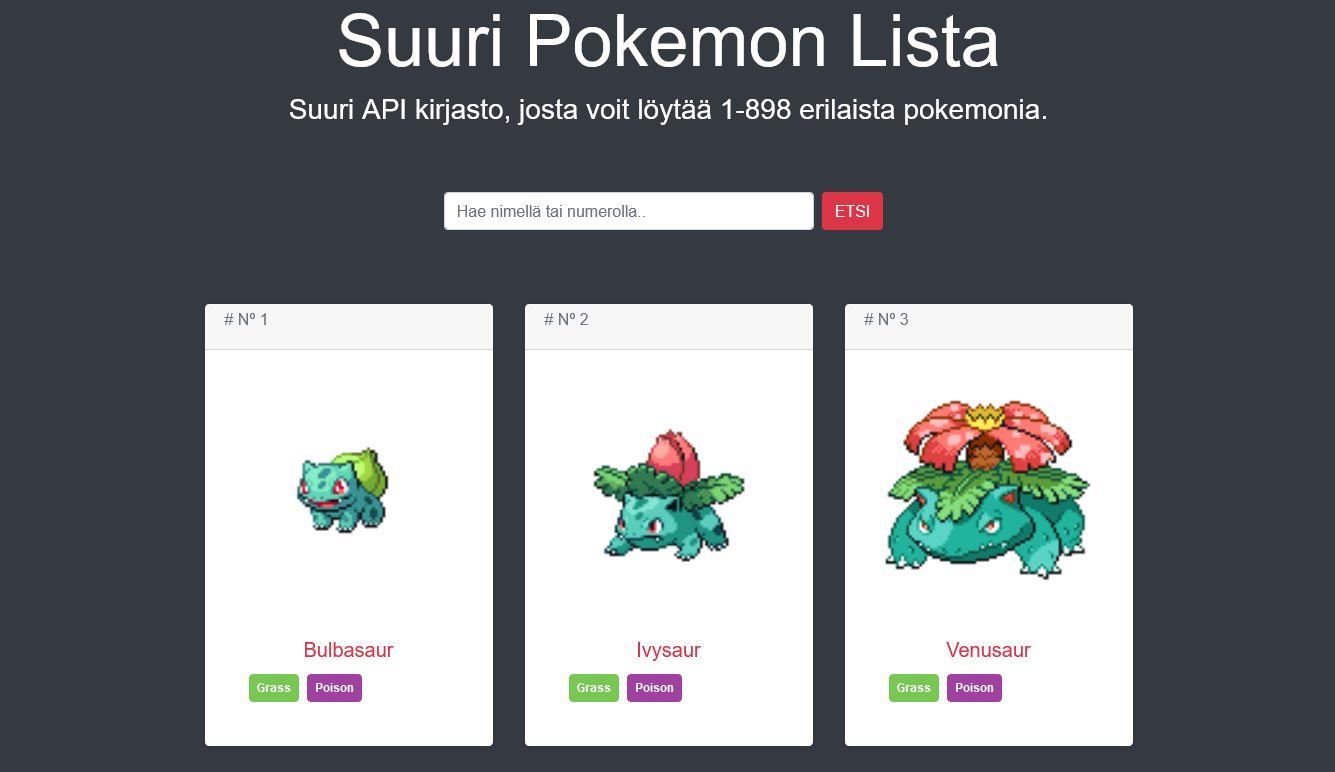 Suuri Pokemon Lista
Suuri API kirjasto, josta voit löytää 1-898 erilaista pokemonia.
Hae nimellä tai numerolla.. ETSI
# Nº 1
Bulbasaur
Grass Poison
# Nº 2
Ivysaur
Grass Poison
# Nº 3
Venusaur
Grass Poison